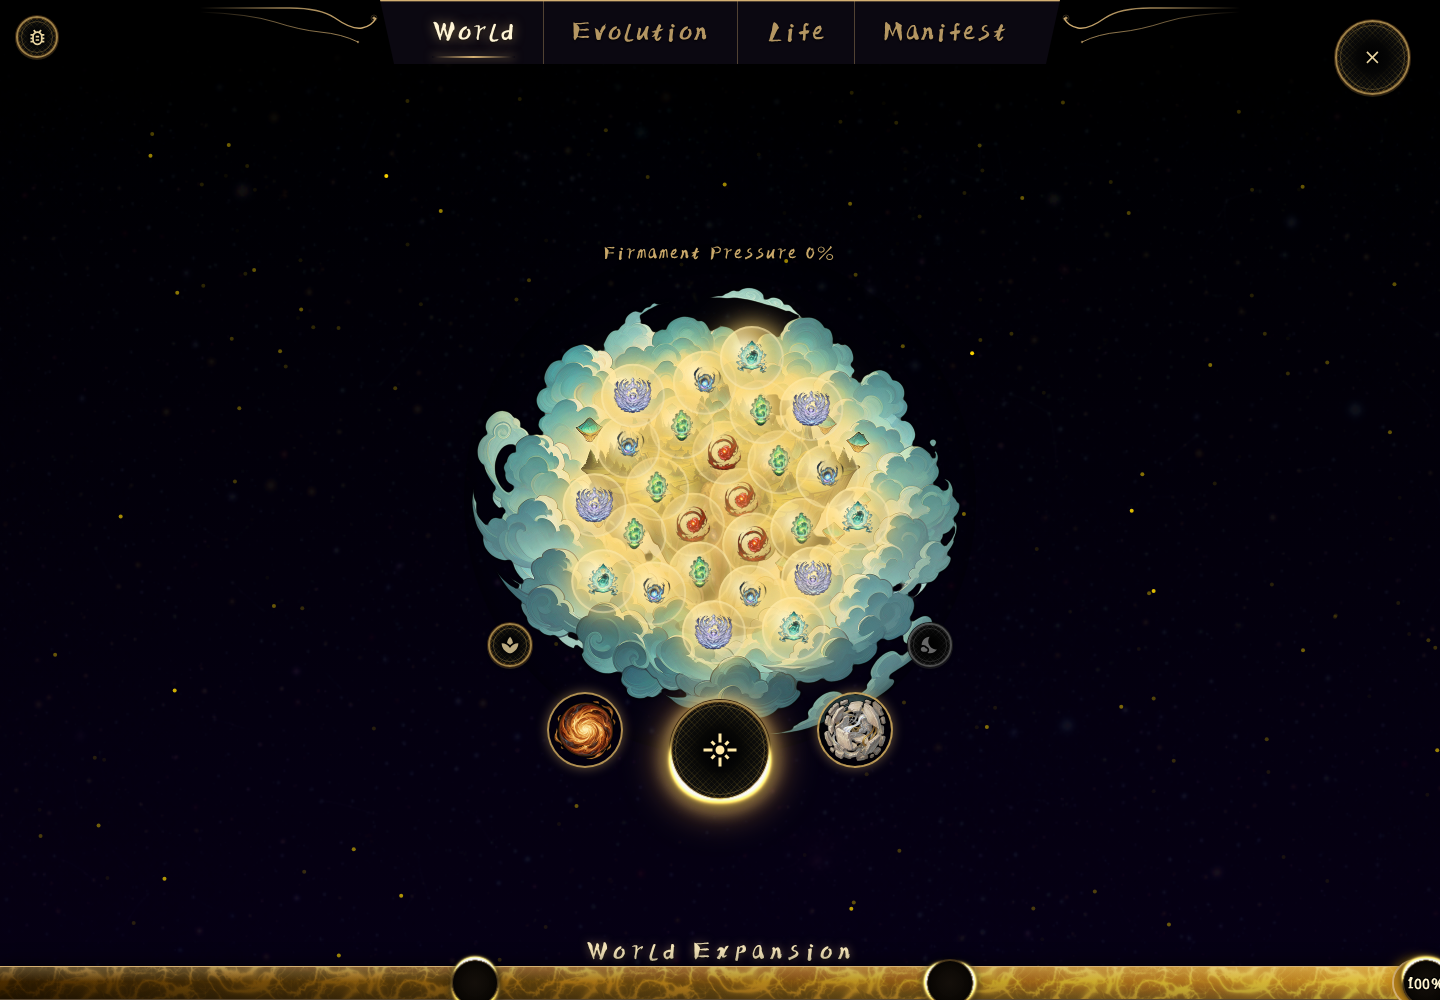 World
Evolution
Life
Manifest
Firmament Pressure 0%
World Expansion
100%